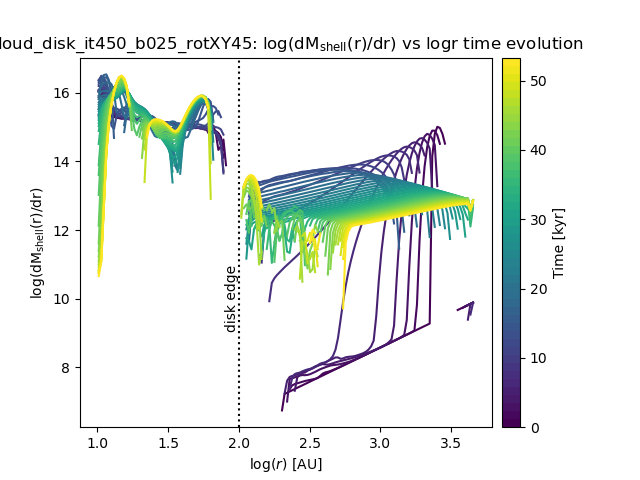 loud_disk_it450_b025_rotXY45: log(dMshell(r)/dr) vs logr time evolution
16
14
12
10
8
log(dMshell(r)/dr)
disk edge
1.0 1.5 2.0 2.5 3.0 3.5
log(r) [AU]
50
40
30
20
10
0
Time [kyr]